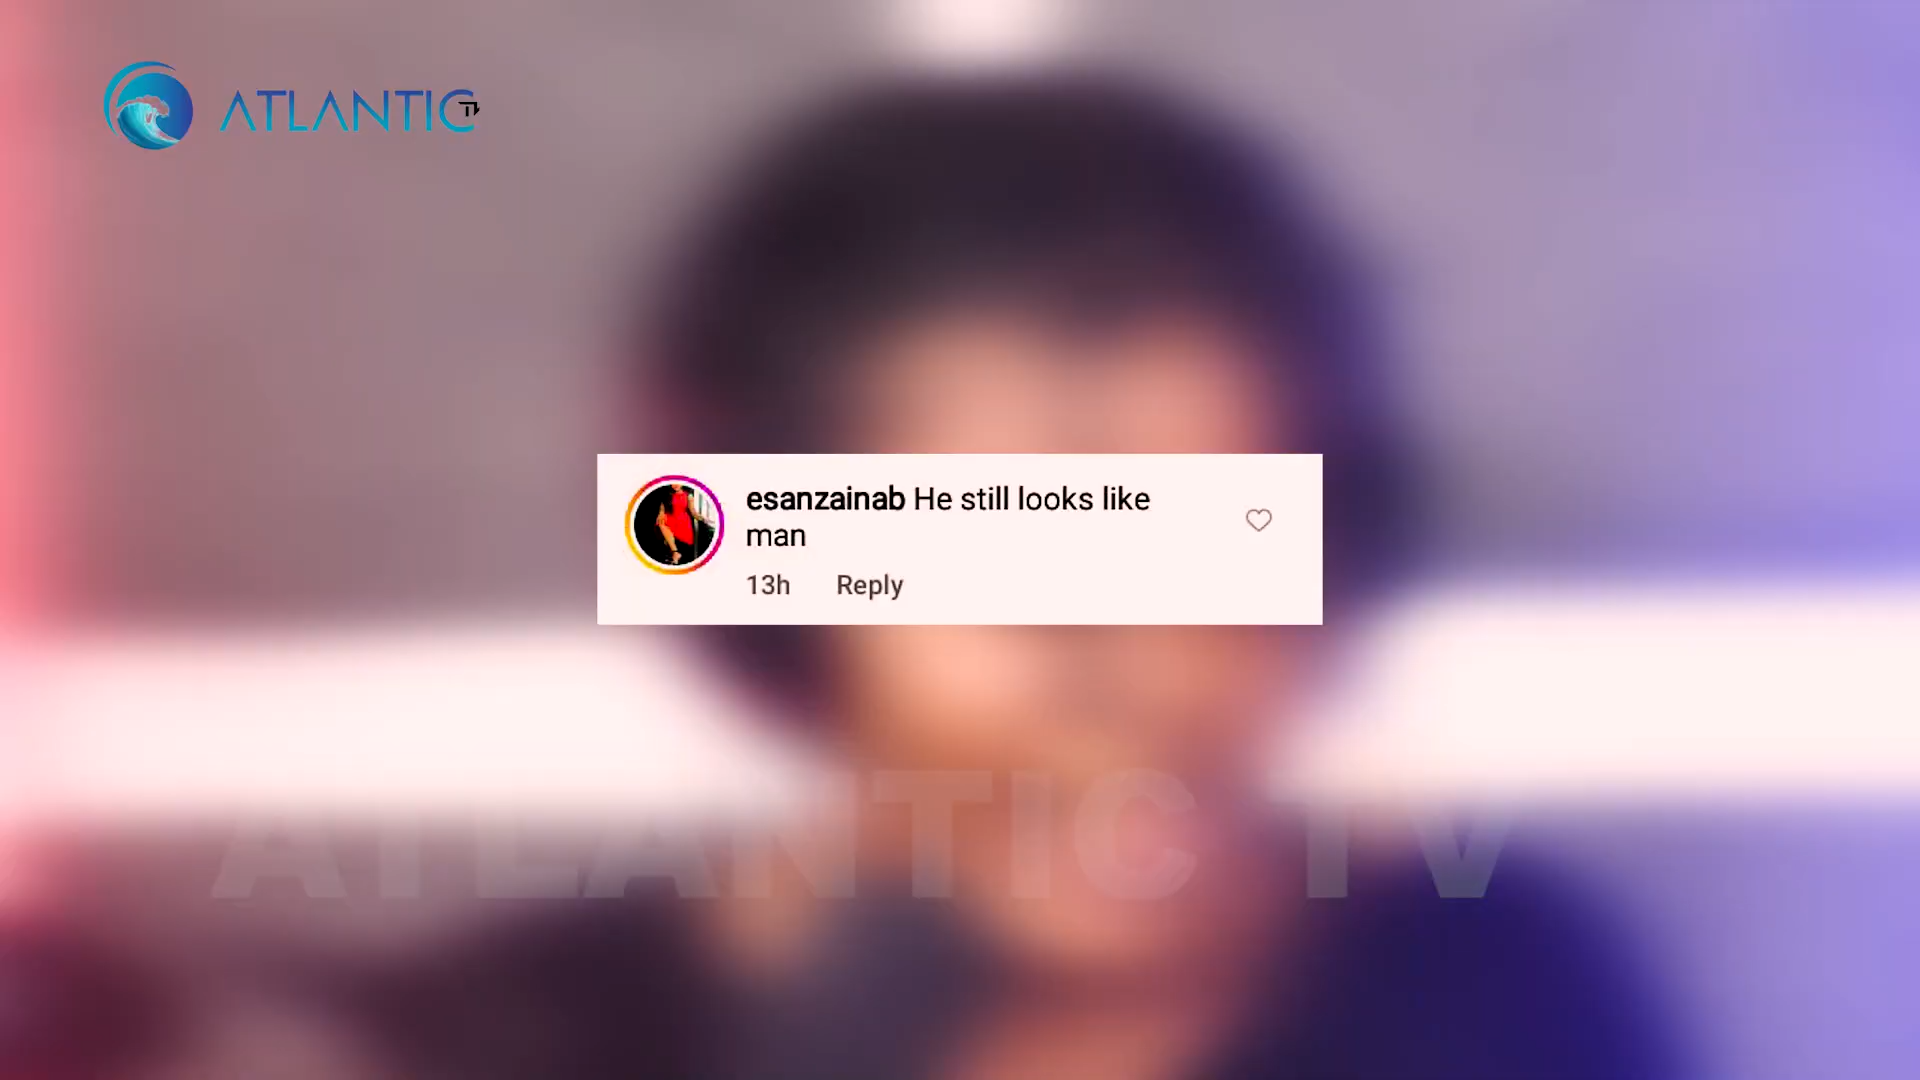 ATLANTIC TV
esanzainab He still looks like
man
13h Reply
ATLANTIC TV